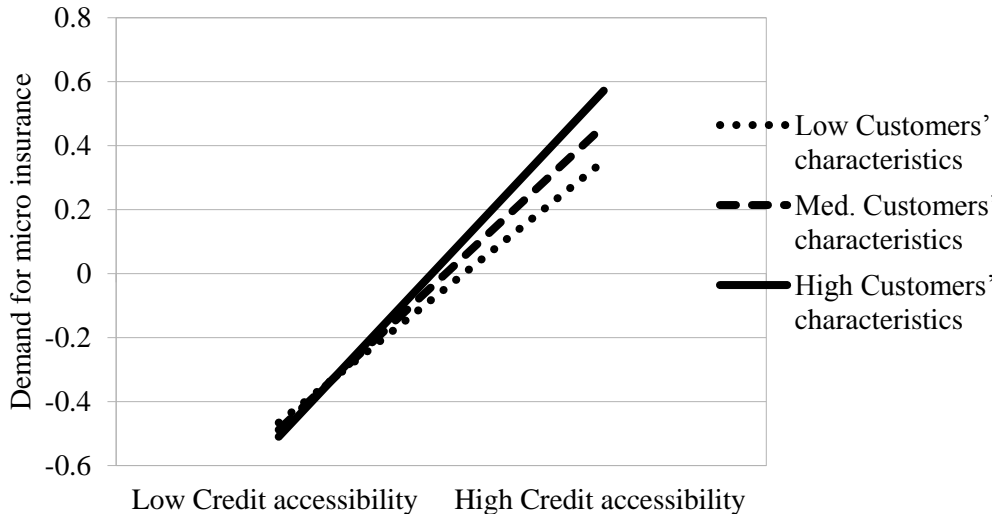 0.8
0.6
0.4
0.2
0
-0.2
-0.4
-0.6
Demand for micro insurance
Low Credit accessibility
High Credit accessibility
Low Customers’
characteristics
Med. Customers’
characteristics
High Customers’
characteristics